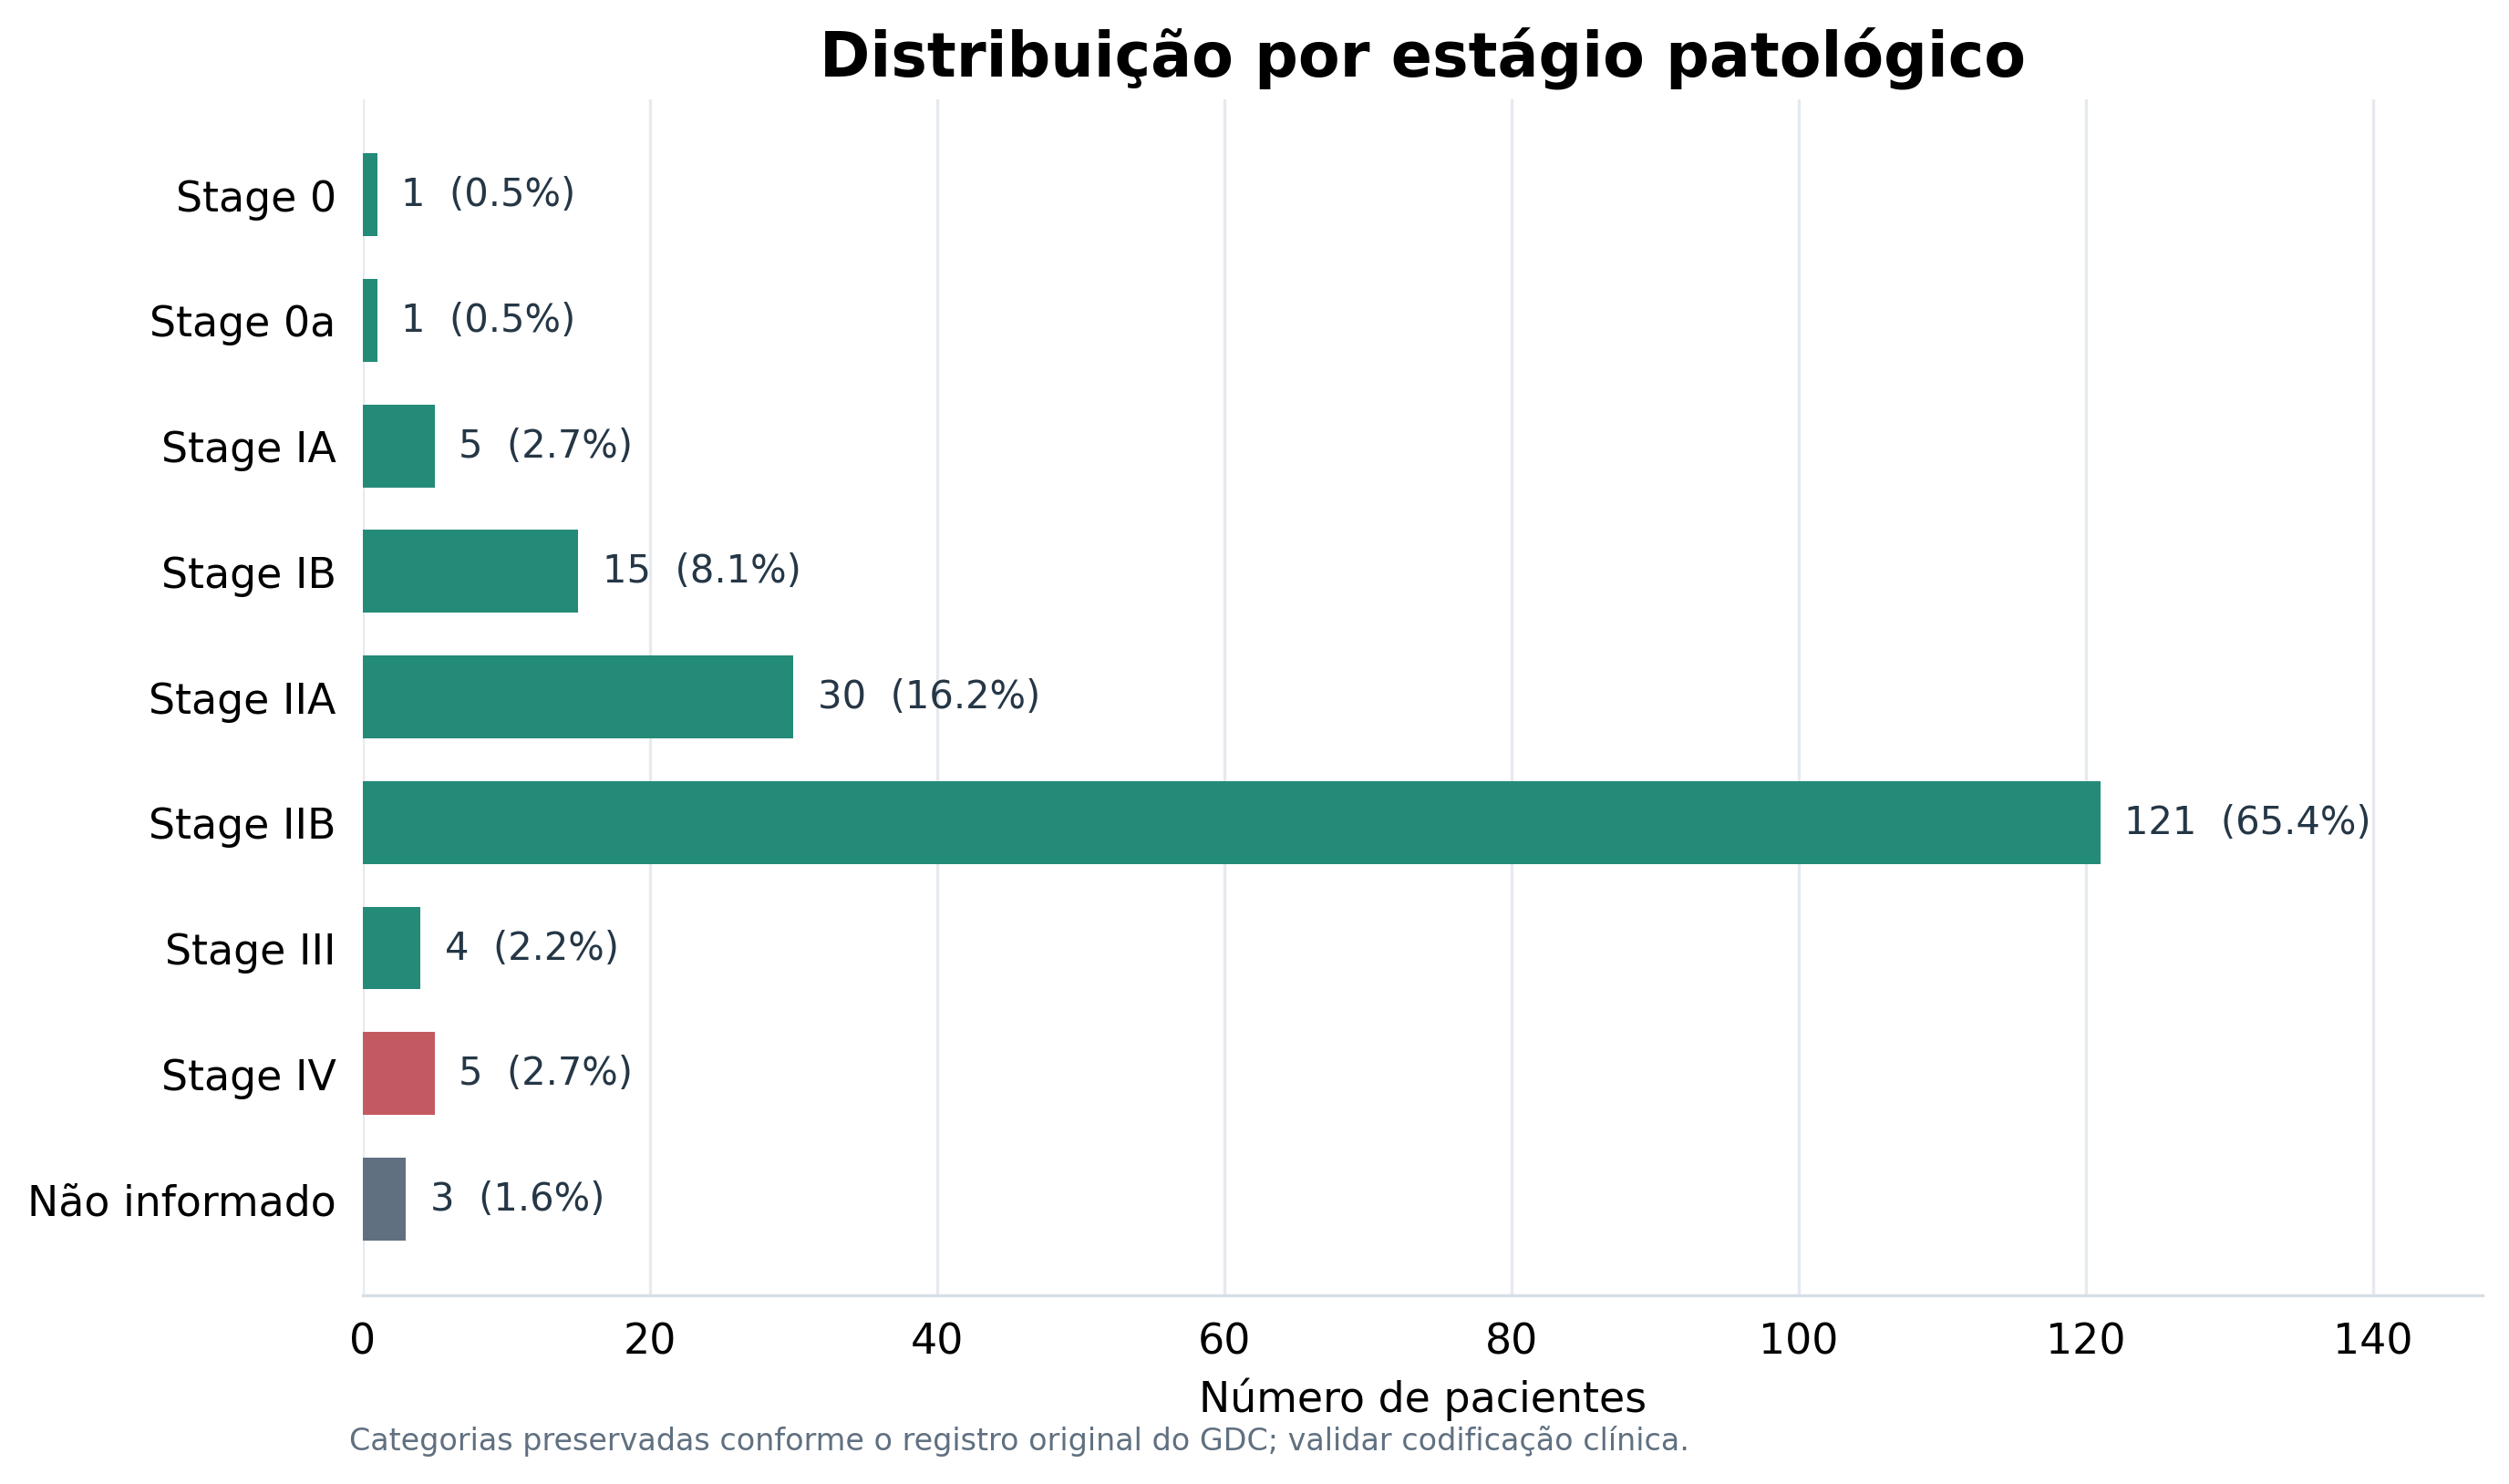 Distribuição por estágio patológico
Stage 0 1 (0.5%)
Stage 0a 1 (0.5%)
Stage IA 5 (2.7%)
Stage IB 15 (8.1%)
Stage IIA 30 (16.2%)
Stage IIB 121 (65.4%)
Stage III 4 (2.2%)
Stage IV 5 (2.7%)
Não informado 3 (1.6%)
0 20 40 60 80 100 120 140
Número de pacientes
Categorias preservadas conforme o registro original do GDC; validar codificação clínica.